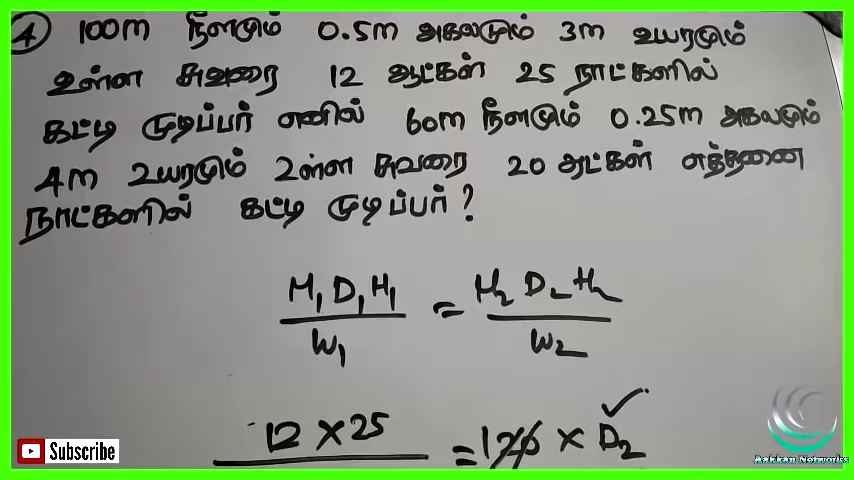 ④ 100m நீளமும் 0.5m அகலமும் 3m உயரமும்
உள்ள சுவரை 12 ஆட்கள் 25 நாட்களில்
கட்டி முடிப்பர் எனில் 60m நீளமும் 0.25m அகலமும்
4m உயரமும் உள்ள சுவரை 20 ஆட்கள் எத்தனை
நாட்களில் கட்டி முடிப்பர்?
M₁ D₁ H₁ = M₂ D₂ H₂
W₁ W₂
12 × 25 = × D₂ ✓
Subscribe
Rakkan Networks